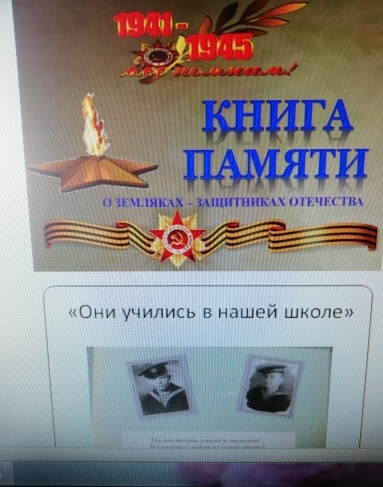 1941-
1945
мы помним!
КНИГА
ПАМЯТИ
О ЗЕМЛЯКАХ – ЗАЩИТНИКАХ ОТЕЧЕСТВА
«Они учились в нашей школе»